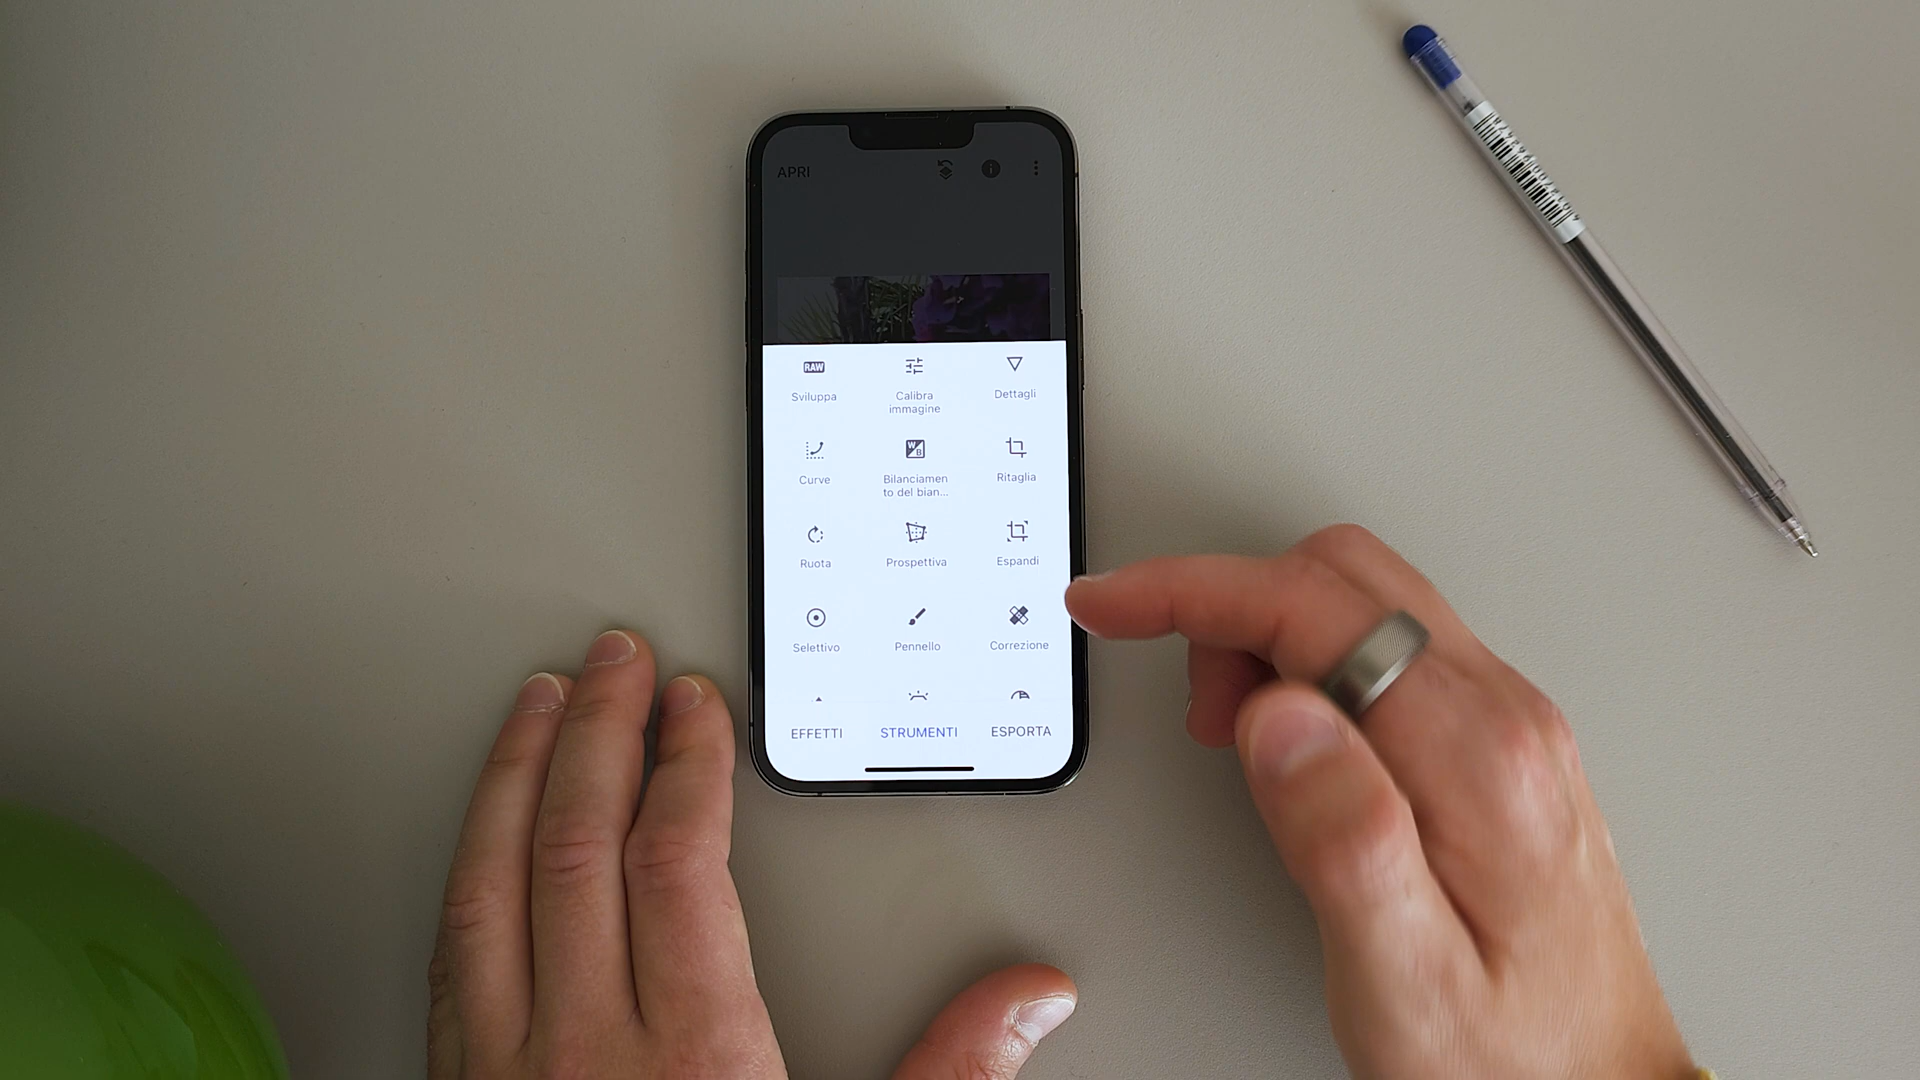 APRI
RAW
Sviluppa
Calibra
immagine
Dettagli
Curve
W
B
Bilanciamen
to del bian...
Ritaglia
Ruota
Prospettiva
Espandi
Selettivo
Pennello
Correzione
EFFETTI
STRUMENTI
ESPORTA